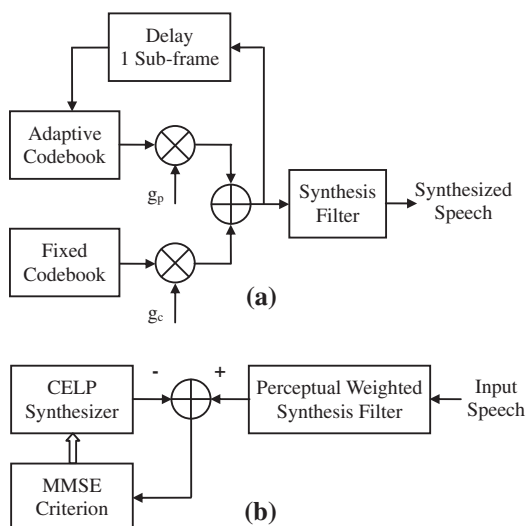 Delay
1 Sub-frame
Adaptive
Codebook
gp
Synthesis
Filter
Synthesized
Speech
Fixed
Codebook
gc
(a)
CELP
Synthesizer
-
+
Perceptual Weighted
Synthesis Filter
Input
Speech
MMSE
Criterion
(b)